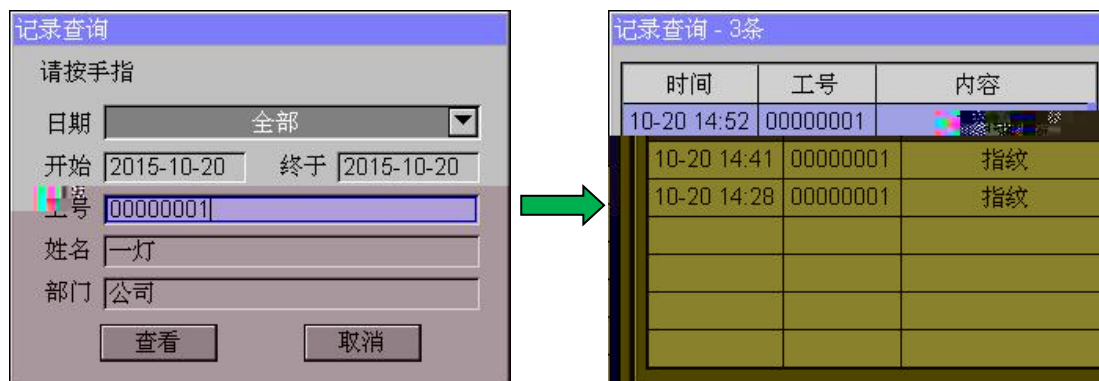 记录查询
请按手指
日期 全部
开始 2015-10-20 终于 2015-10-20
号 00000001
姓名 一灯
部门 公司
查看 取消
记录查询 - 3条
时间 工号 内容
10-20 14:52 00000001
10-20 14:41 00000001 指纹
10-20 14:28 00000001 指纹